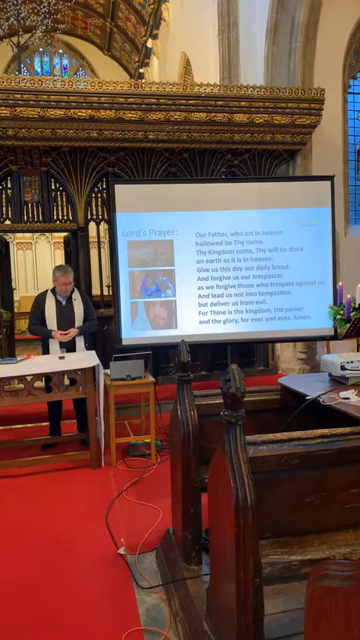 Lord's Prayer:
Our Father, who art in heaven
hallowed be Thy name.
Thy Kingdom come, Thy will be done
on earth as it is in heaven.
Give us this day our daily bread.
And forgive us our trespasses
as we forgive those who trespass against us.
And lead us not into temptation
but deliver us from evil.
For Thine is the kingdom, the power
and the glory, for ever and ever. Amen.